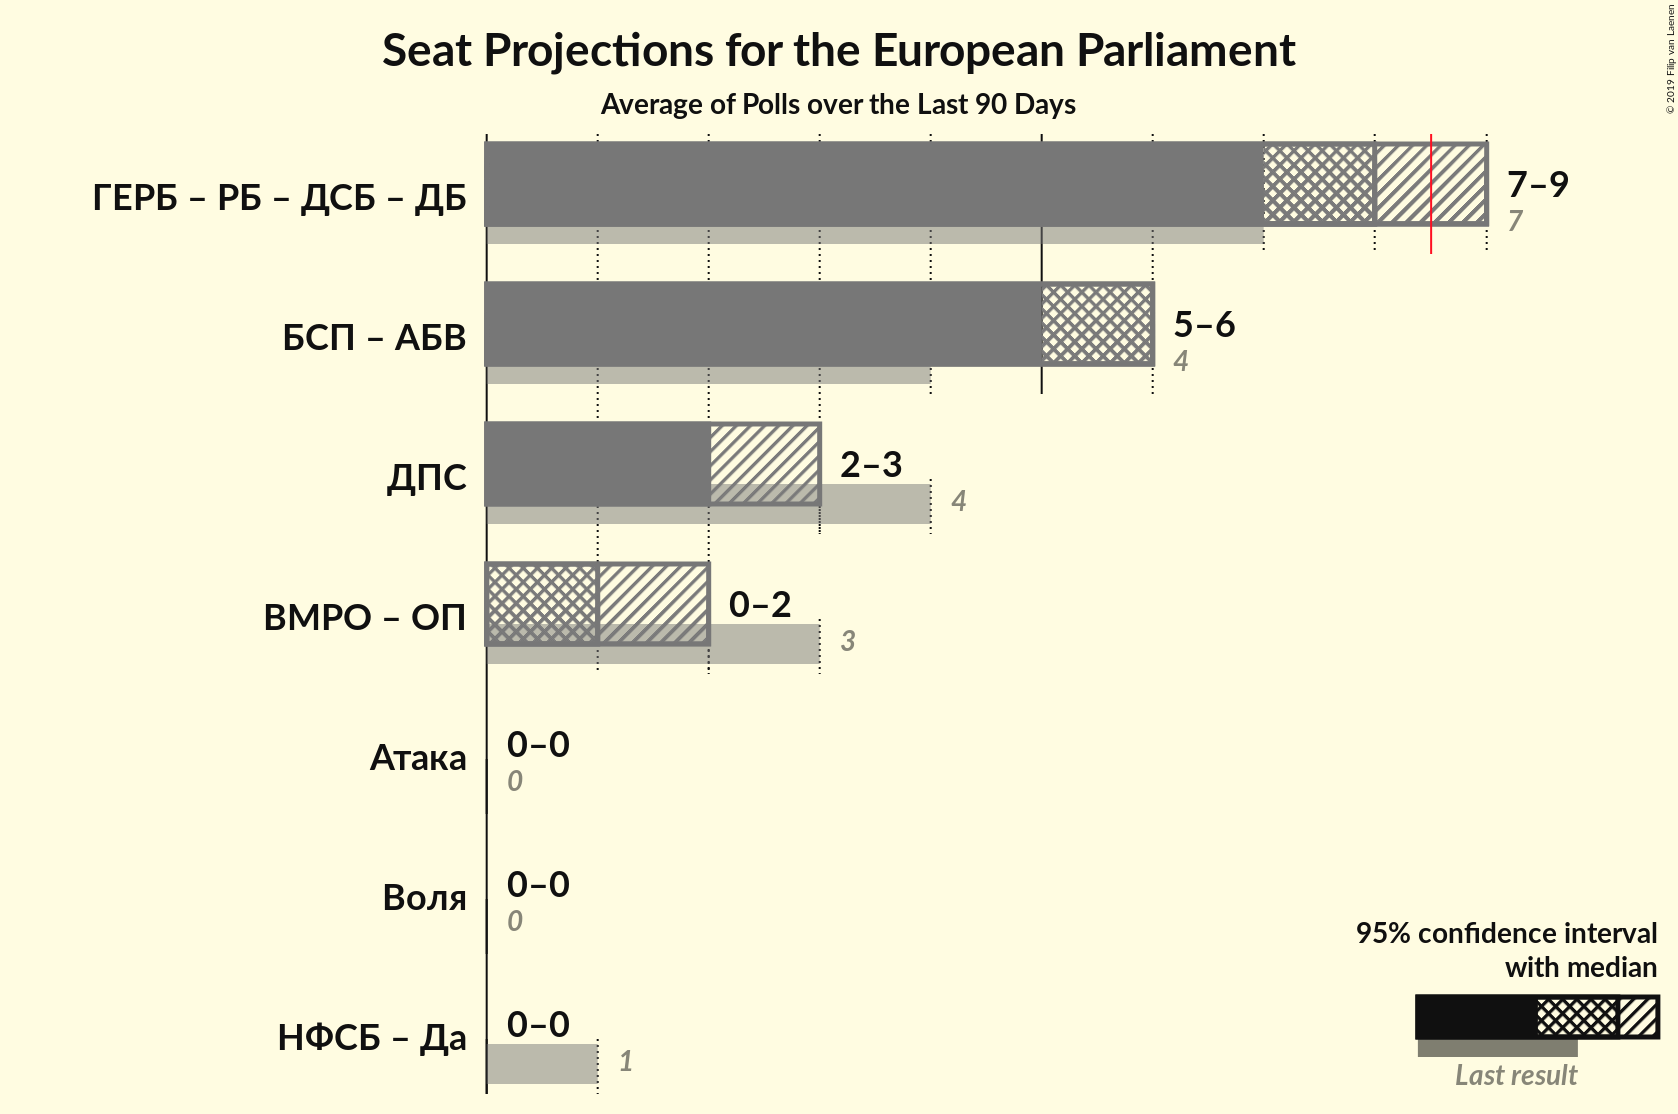 Seat Projections for the European Parliament
Average of Polls over the Last 90 Days
© 2019 Filip van Laenen
ГЕРБ – РБ – ДСБ – ДБ
7–9
7
БСП – АБВ
5–6
4
ДПС
2–3
4
ВМРО – ОП
0–2
3
Атака
0–0
0
Воля
0–0
0
НФСБ – Да
0–0
1
95% confidence interval
with median
Last result